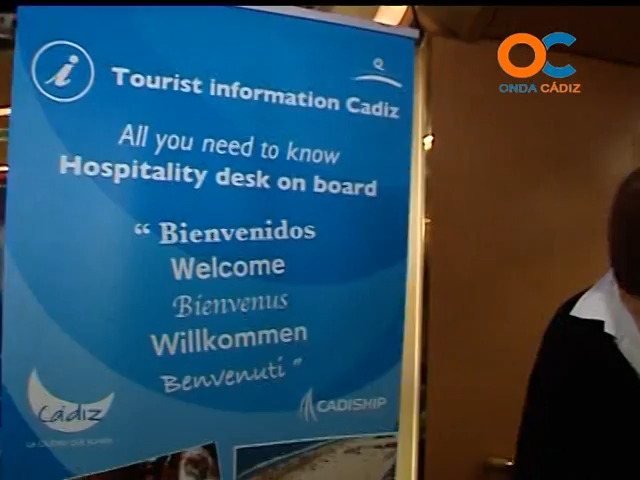 OC
ONDA CÁDIZ
i
Q
Tourist information Cadiz
All you need to know
Hospitality desk on board
“ Bienvenidos
Welcome
Bienvenus
Willkommen
Benvenuti ”
Cádiz
CADISHIP